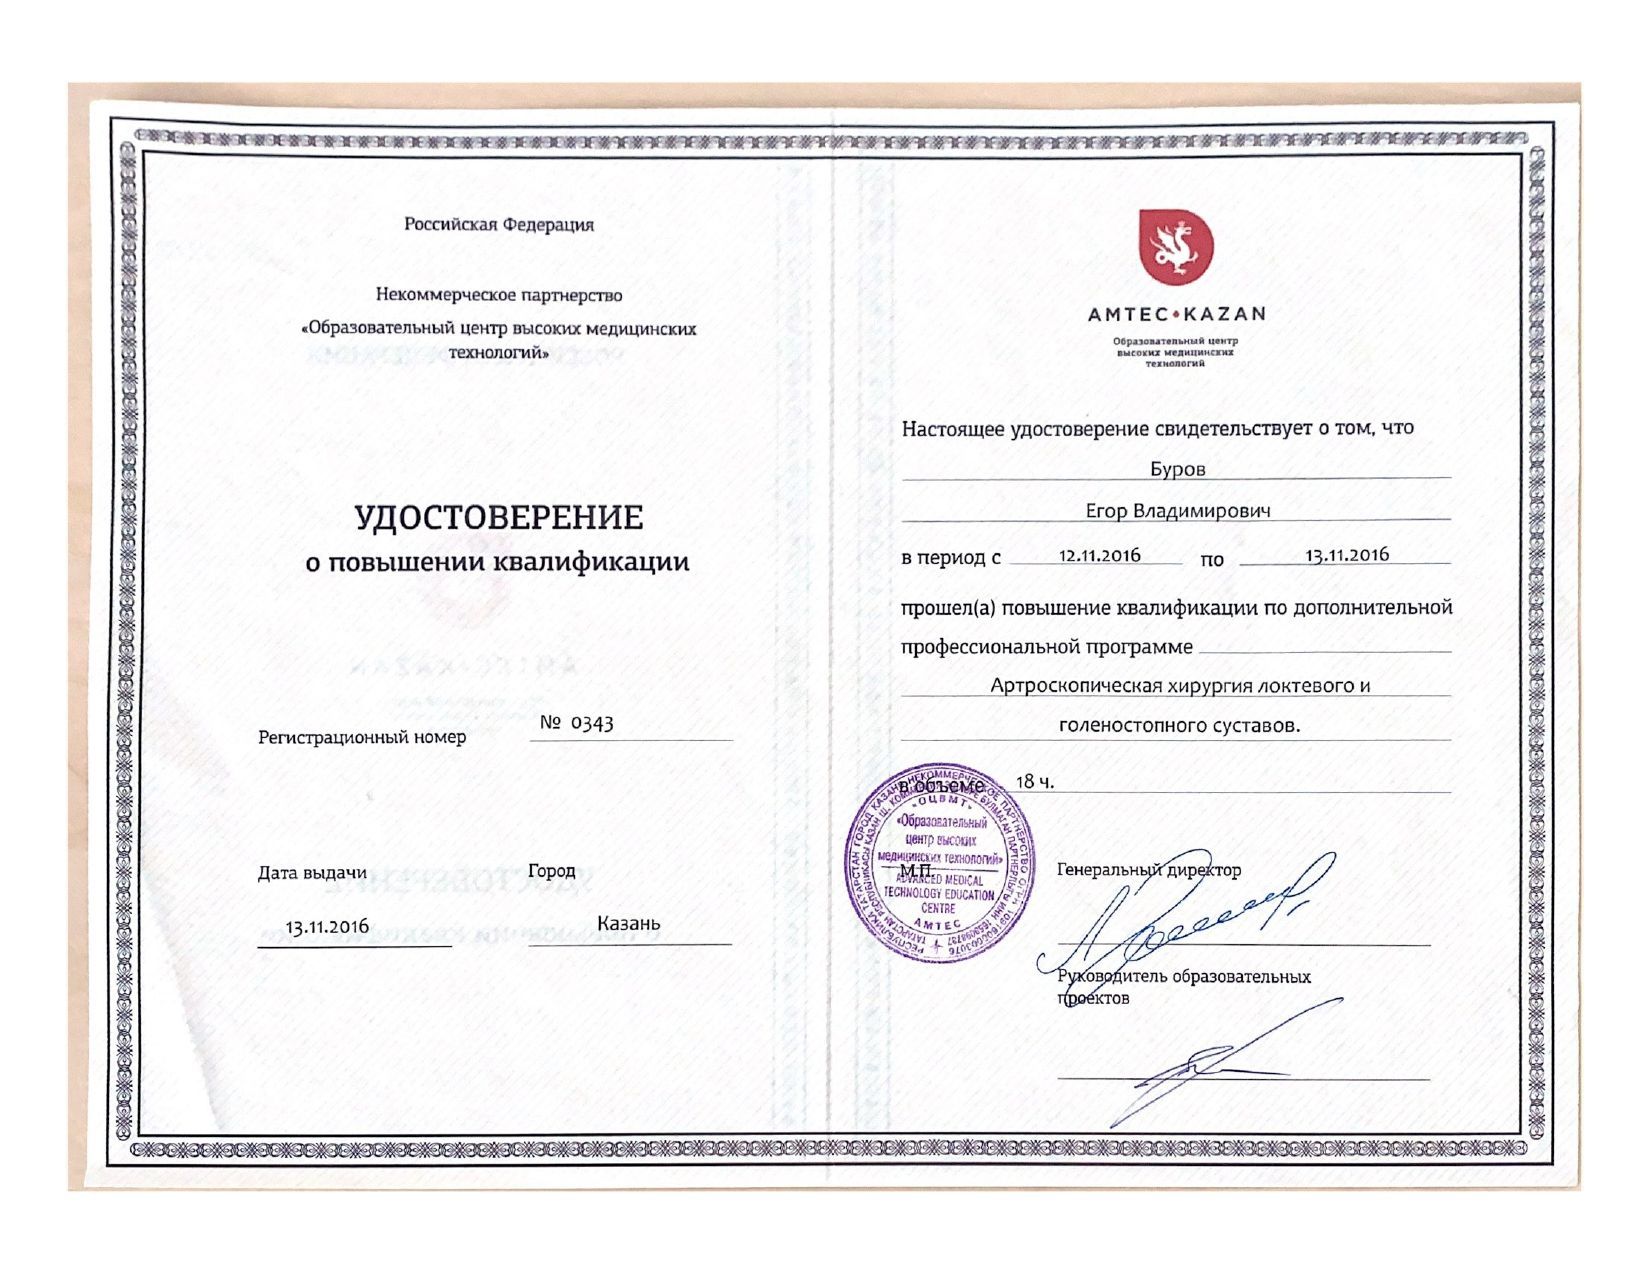 Российская Федерация
Некоммерческое партнерство
«Образовательный центр высоких медицинских
технологий»
УДОСТОВЕРЕНИЕ
о повышении квалификации
Регистрационный номер № 0343
Дата выдачи Город
13.11.2016 Казань
AMTEC•KAZAN
Образовательный центр
высоких медицинских
технологий
Настоящее удостоверение свидетельствует о том, что
Буров
Егор Владимирович
в период с 12.11.2016 по 13.11.2016
прошел(а) повышение квалификации по дополнительной
профессиональной программе
Артроскопическая хирургия локтевого и
голеностопного суставов.
в объеме 18 ч.
М.П.
«ОЦВМТ»
«Образовательный
центр высоких
медицинских технологий»
ADVANCED MEDICAL
TECHNOLOGY EDUCATION
CENTRE
AMTEC
Генеральный директор
Руководитель образовательных
проектов